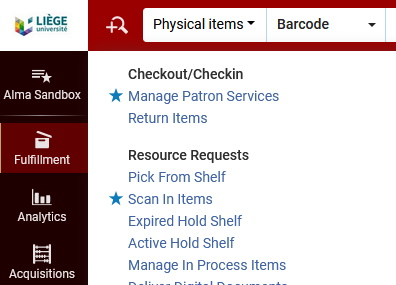 LIÈGE
université
Physical items
Barcode
Alma Sandbox
Fulfillment
Analytics
Acquisitions
Checkout/Checkin
Manage Patron Services
Return Items
Resource Requests
Pick From Shelf
Scan In Items
Expired Hold Shelf
Active Hold Shelf
Manage In Process Items
Deliver Digital Documents